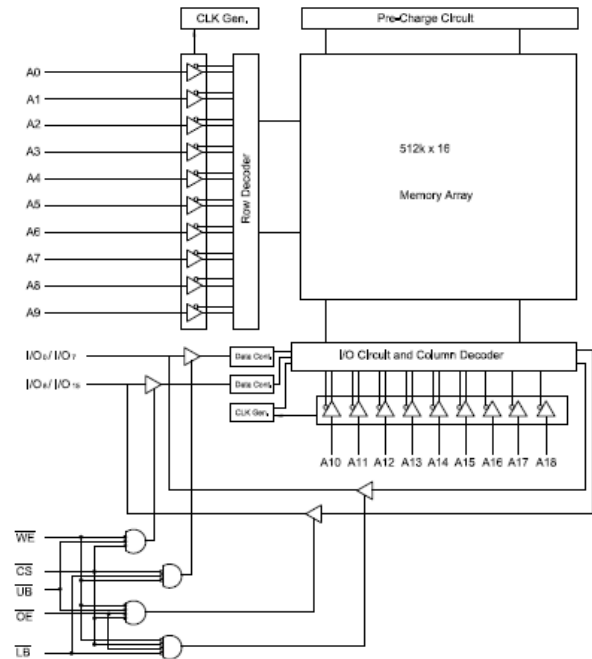 CLK Gen.
Pre-Charge Circuit
A0
A1
A2
A3
A4
A5
A6
A7
A8
A9
Row Decoder
512k x 16
Memory Array
I/O₀/ I/O₇
I/O₈/ I/O₁₅
Data Cont.
Data Cont.
CLK Gen.
I/O Circuit and Column Decoder
A10 A11 A12 A13 A14 A15 A16 A17 A18
WE
CS
UB
OE
LB